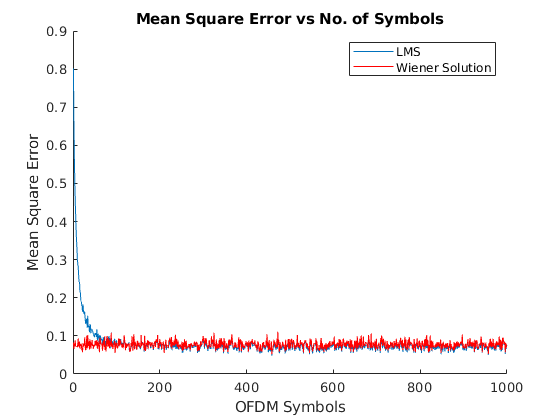 Mean Square Error vs No. of Symbols
LMS
Wiener Solution
Mean Square Error
0.9
0.8
0.7
0.6
0.5
0.4
0.3
0.2
0.1
0
0 200 400 600 800 1000
OFDM Symbols